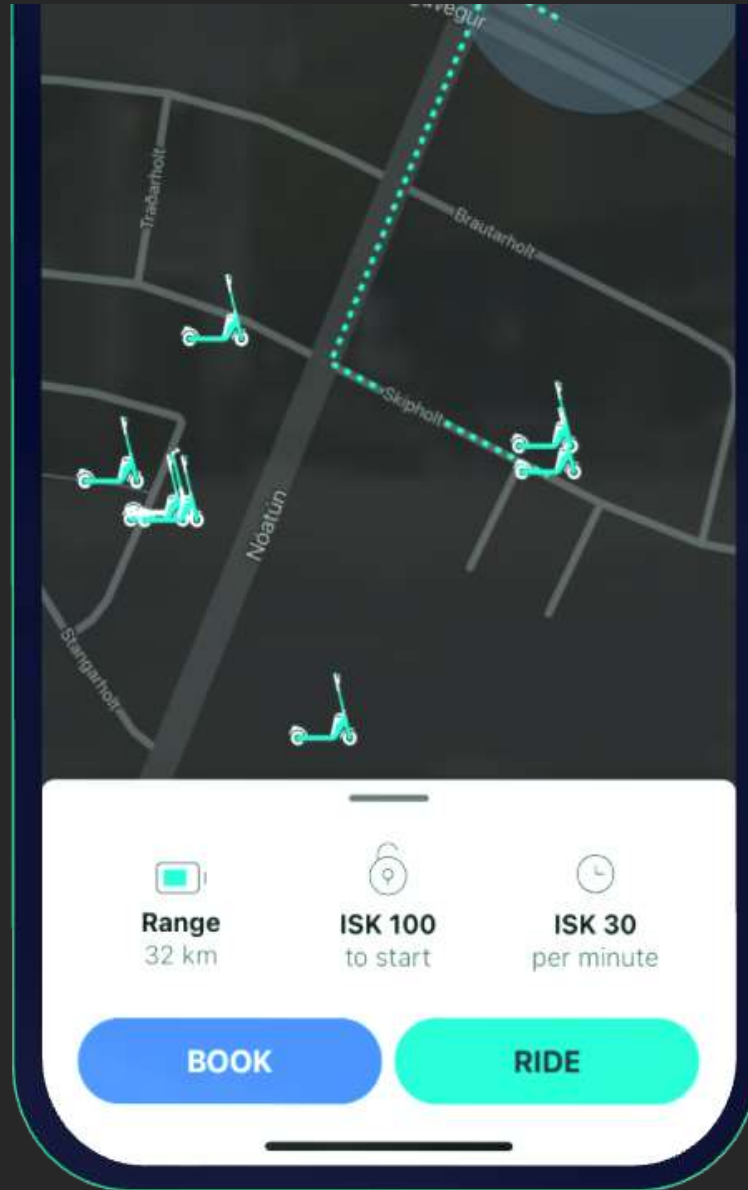 Brautarholt
Traðarholt
Skipholt
Nóatún
Stangarholt
Range
32 km
ISK 100
to start
ISK 30
per minute
BOOK
RIDE